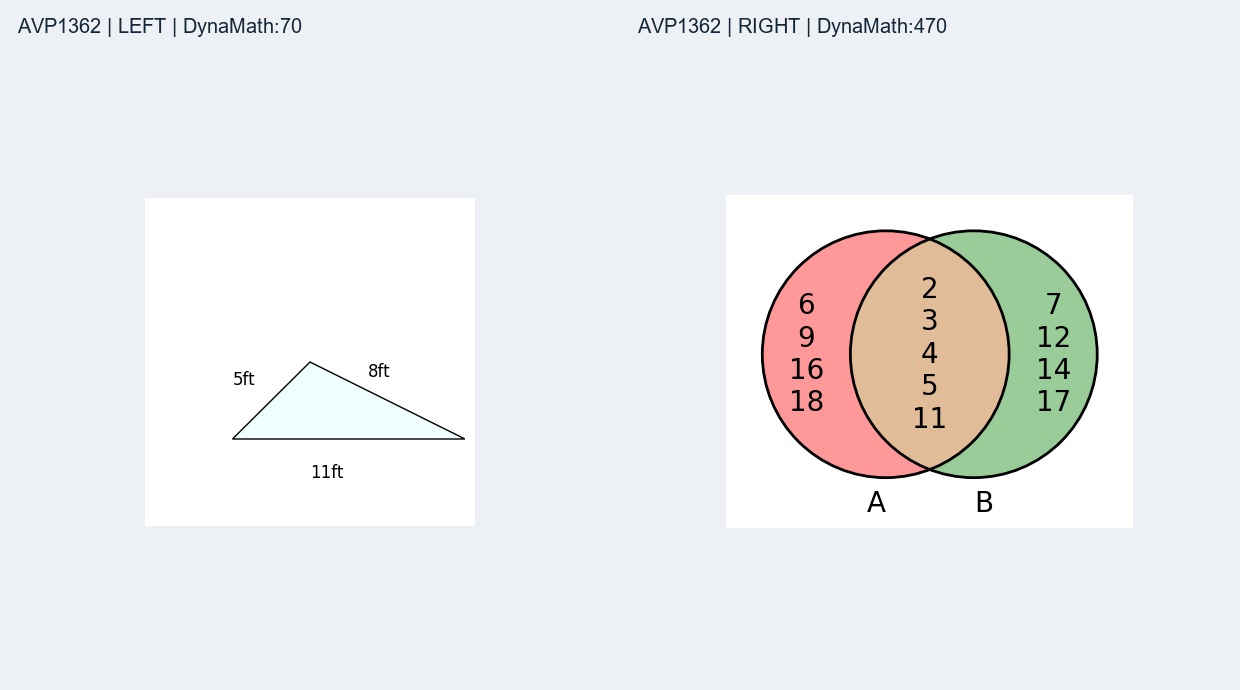 AVP1362 | LEFT | DynaMath:70
5ft
8ft
11ft
AVP1362 | RIGHT | DynaMath:470
6
9
16
18
2
3
4
5
11
7
12
14
17
A
B